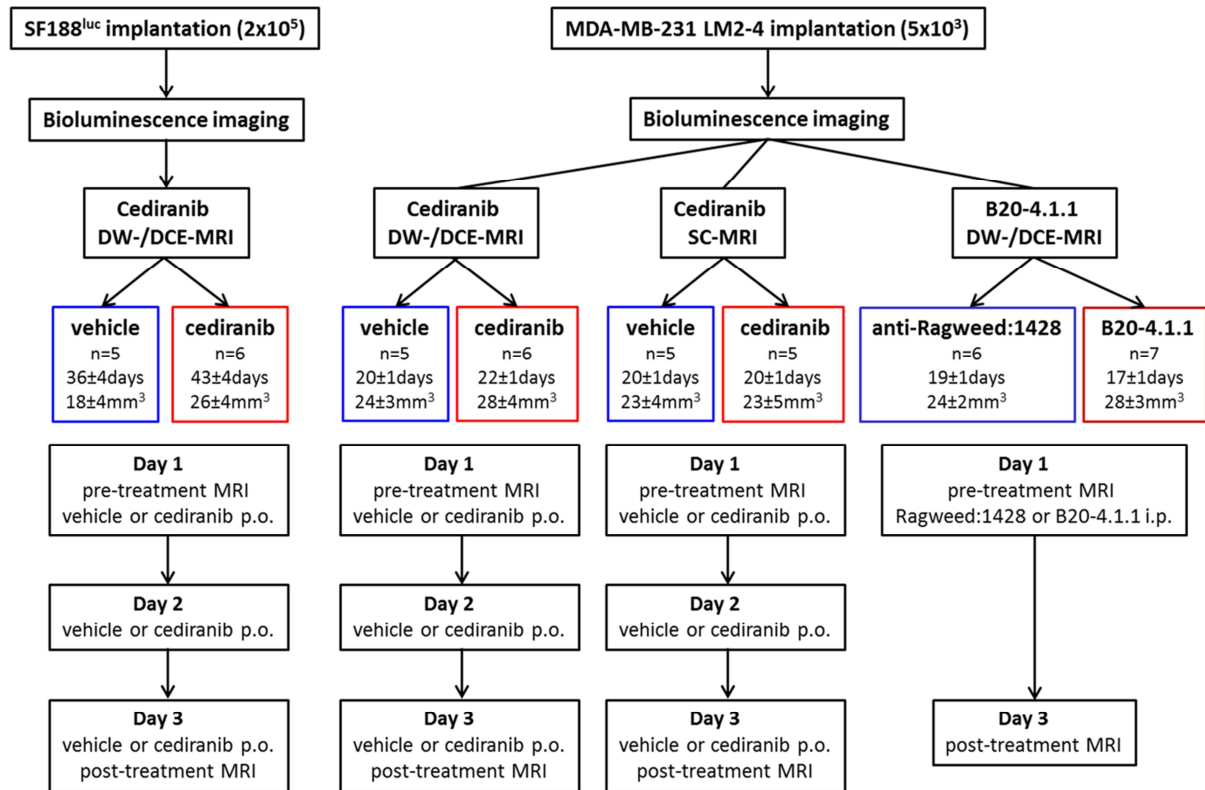 SF188luc implantation (2x10⁵)
MDA-MB-231 LM2-4 implantation (5x10³)
Bioluminescence imaging
Bioluminescence imaging
Cediranib
DW-/DCE-MRI
Cediranib
DW-/DCE-MRI
Cediranib
SC-MRI
B20-4.1.1
DW-/DCE-MRI
vehicle
n=5
36±4days
18±4mm³
cediranib
n=6
43±4days
26±4mm³
vehicle
n=5
20±1days
24±3mm³
cediranib
n=6
22±1days
28±4mm³
vehicle
n=5
20±1days
23±4mm³
cediranib
n=5
20±1days
23±5mm³
anti-Ragweed:1428
n=6
19±1days
24±2mm³
B20-4.1.1
n=7
17±1days
28±3mm³
Day 1
pre-treatment MRI
vehicle or cediranib p.o.
Day 1
pre-treatment MRI
vehicle or cediranib p.o.
Day 1
pre-treatment MRI
vehicle or cediranib p.o.
Day 1
pre-treatment MRI
Ragweed:1428 or B20-4.1.1 i.p.
Day 2
vehicle or cediranib p.o.
Day 2
vehicle or cediranib p.o.
Day 2
vehicle or cediranib p.o.
Day 3
vehicle or cediranib p.o.
post-treatment MRI
Day 3
vehicle or cediranib p.o.
post-treatment MRI
Day 3
vehicle or cediranib p.o.
post-treatment MRI
Day 3
post-treatment MRI